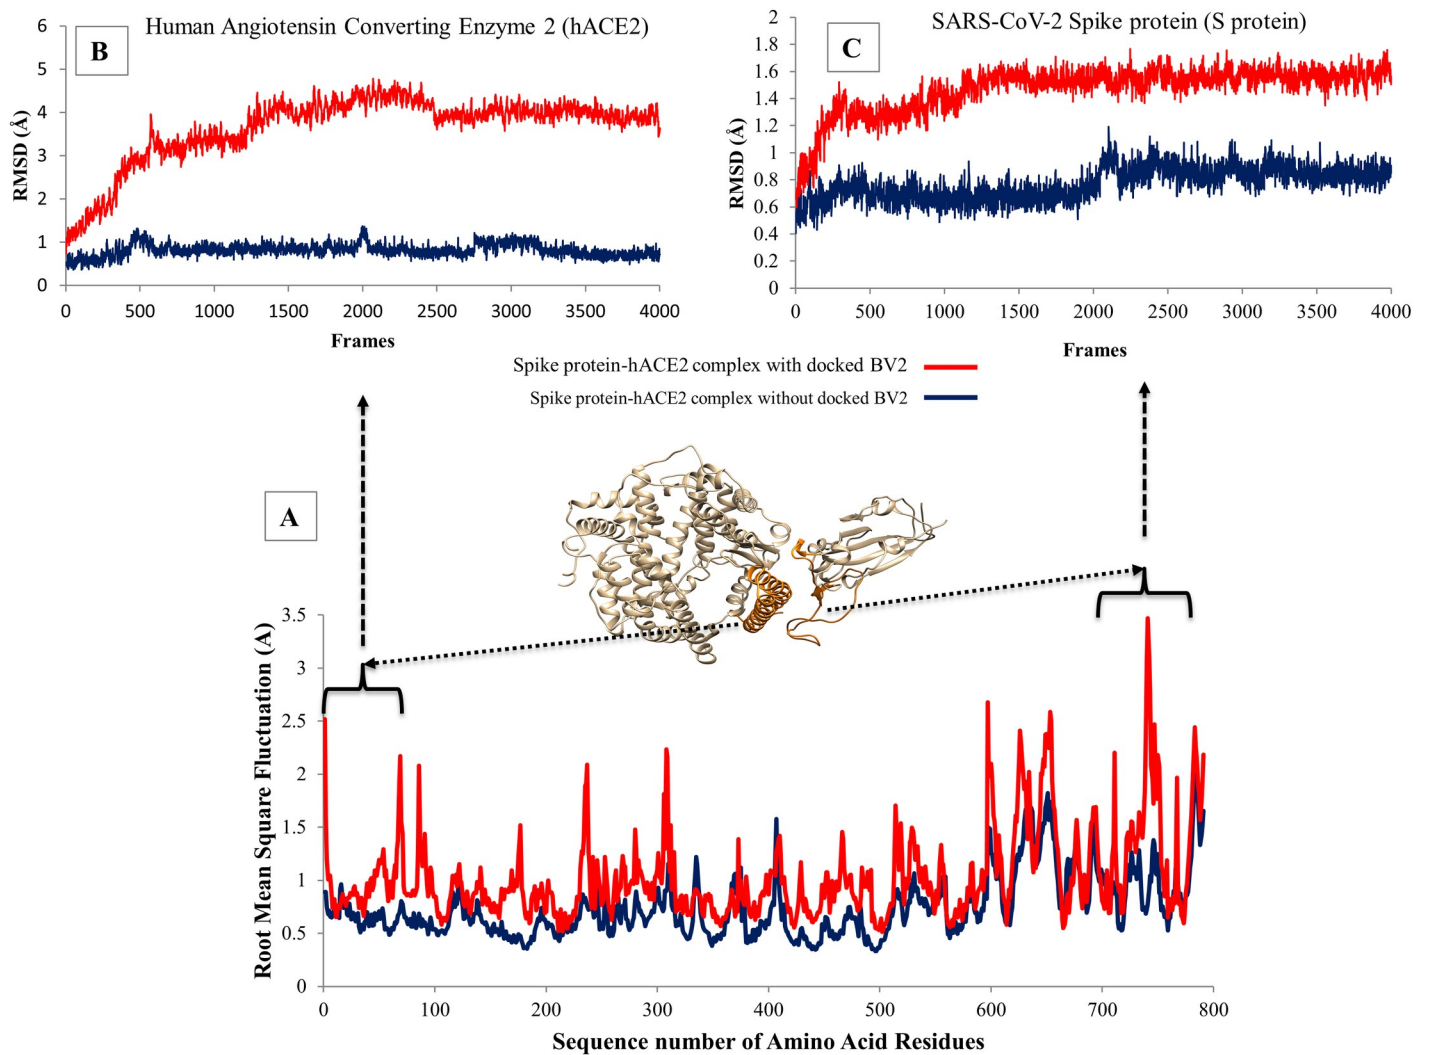 Human Angiotensin Converting Enzyme 2 (hACE2)
B
6
5
4
3
2
1
0
RMSD (Å)
0 500 1000 1500 2000 2500 3000 3500 4000
Frames
SARS-CoV-2 Spike protein (S protein)
C
2
1.8
1.6
1.4
1.2
1
0.8
0.6
0.4
0.2
0
RMSD (Å)
0 500 1000 1500 2000 2500 3000 3500 4000
Frames
Spike protein-hACE2 complex with docked BV2
Spike protein-hACE2 complex without docked BV2
A
3.5
3
2.5
2
1.5
1
0.5
0
Root Mean Square Fluctuation (A)
0 100 200 300 400 500 600 700 800
Sequence number of Amino Acid Residues